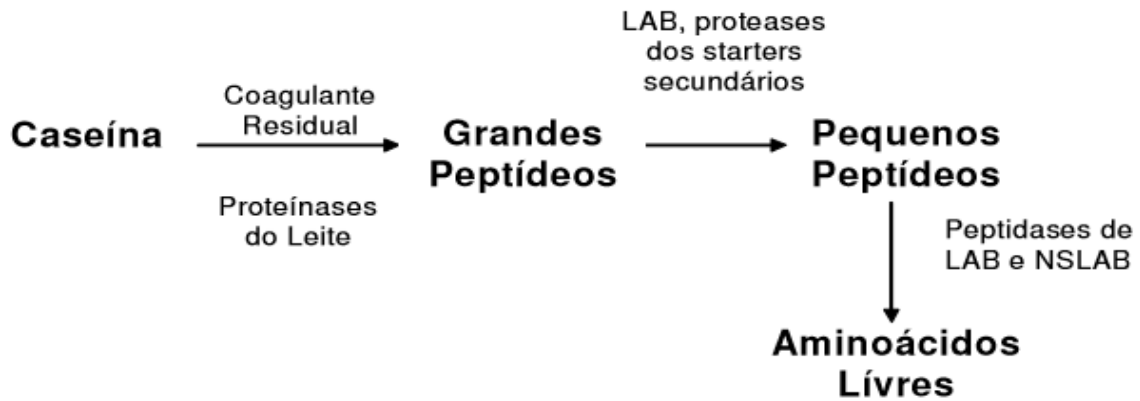 Caseína
Coagulante
Residual
Proteínases
do Leite
Grandes
Peptídeos
LAB, proteases
dos starters
secundários
Pequenos
Peptídeos
Peptidases de
LAB e NSLAB
Aminoácidos
Lívres